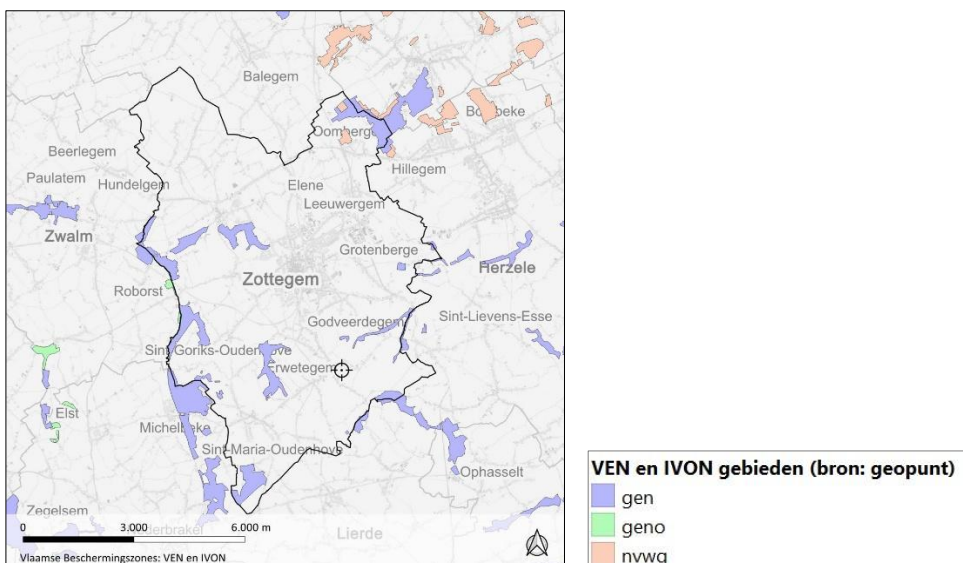 Balegem
Domberge
Beerlegem
Paulatem
Hundelgem
Elene
Hillegem
Leeuwergem
Zwalm
Grotenberge
Herzele
Roborst
Zottegem
Godveerdegem
Sint-Lievens-Esse
Sint-Goriks-Oudenhove
Erwetegem
Elst
Michelbeke
Sint-Maria-Oudenhove
Ophasselt
Zegelsem
Lierde
0 3.000 6.000 m
Vlaamse Beschermingszones: VEN en IVON
VEN en IVON gebieden (bron: geopunt)
gen
geno
nvwg